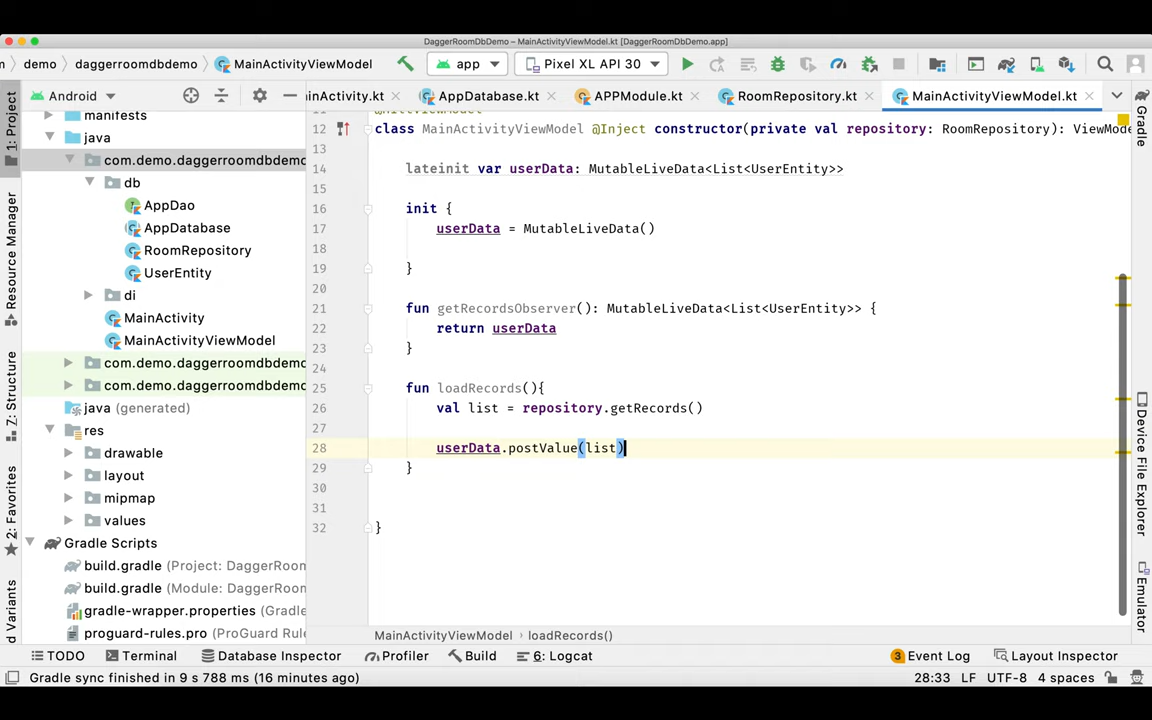 DaggerRoomDbDemo – MainActivityViewModel.kt [DaggerRoomDbDemo.app]
demo daggerroomdbdemo MainActivityViewModel app Pixel XL API 30
Android inActivity.kt AppDatabase.kt APPModule.kt RoomRepository.kt MainActivityViewModel.kt
1: Project
Resource Manager
Z: Structure
2: Favorites
d Variants
manifests
java
com.demo.daggerroomdbdemo
db
AppDao
AppDatabase
RoomRepository
UserEntity
di
MainActivity
MainActivityViewModel
com.demo.daggerroomdbdemo
com.demo.daggerroomdbdemo
java (generated)
res
drawable
layout
mipmap
values
Gradle Scripts
build.gradle (Project: DaggerRoom
build.gradle (Module: DaggerRoom
gradle-wrapper.properties (Gradle
proguard-rules.pro (ProGuard Rule
12 class MainActivityViewModel @Inject constructor(private val repository: RoomRepository): ViewMode
13
14 lateinit var userData: MutableLiveData<List<UserEntity>>
15
16 init {
17 userData = MutableLiveData()
18
19 }
20
21 fun getRecordsObserver(): MutableLiveData<List<UserEntity>> {
22 return userData
23 }
24
25 fun loadRecords(){
26 val list = repository.getRecords()
27
28 userData.postValue(list)
29 }
30
31
32 }
Gradle
Device File Explorer
Emulator
MainActivityViewModel loadRecords()
TODO Terminal Database Inspector Profiler Build 6: Logcat 3 Event Log Layout Inspector
Gradle sync finished in 9 s 788 ms (16 minutes ago) 28:33 LF UTF-8 4 spaces